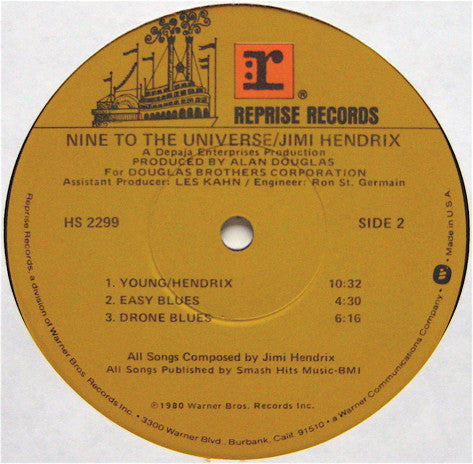 r
®
REPRISE RECORDS
NINE TO THE UNIVERSE/JIMI HENDRIX
A Depaja Enterprises Production
PRODUCED BY ALAN DOUGLAS
For DOUGLAS BROTHERS CORPORATION
Assistant Producer: LES KAHN / Engineer: Ron St. Germain
HS 2299
SIDE 2
1. YOUNG/HENDRIX 10:32
2. EASY BLUES 4:30
3. DRONE BLUES 6:16
All Songs Composed by Jimi Hendrix
All Songs Published by Smash Hits Music-BMI
©1980 Warner Bros. Records Inc.
Reprise Records, a division of Warner Bros. Records Inc. • 3300 Warner Blvd., Burbank, Calif. 91510 • a Warner Communications Company • Made in U.S.A.